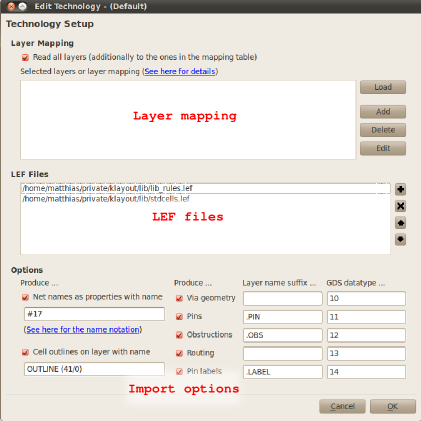 Edit Technology - (Default)
Technology Setup
Layer Mapping
Read all layers (additionally to the ones in the mapping table)
Selected layers or layer mapping (See here for details)
Load
Layer mapping
Add
Delete
Edit
LEF Files
/home/matthias/private/klayout/lib/lib_rules.lef
/home/matthias/private/klayout/lib/stdcells.lef
LEF files
Options
Produce ... Produce ... Layer name suffix ... GDS datatype ...
Net names as properties with name Via geometry 10
#17 Pins .PIN 11
(See here for the name notation) Obstructions .OBS 12
Cell outlines on layer with name Routing 13
OUTLINE (41/0) Pin labels .LABEL 14
Import options
Cancel OK